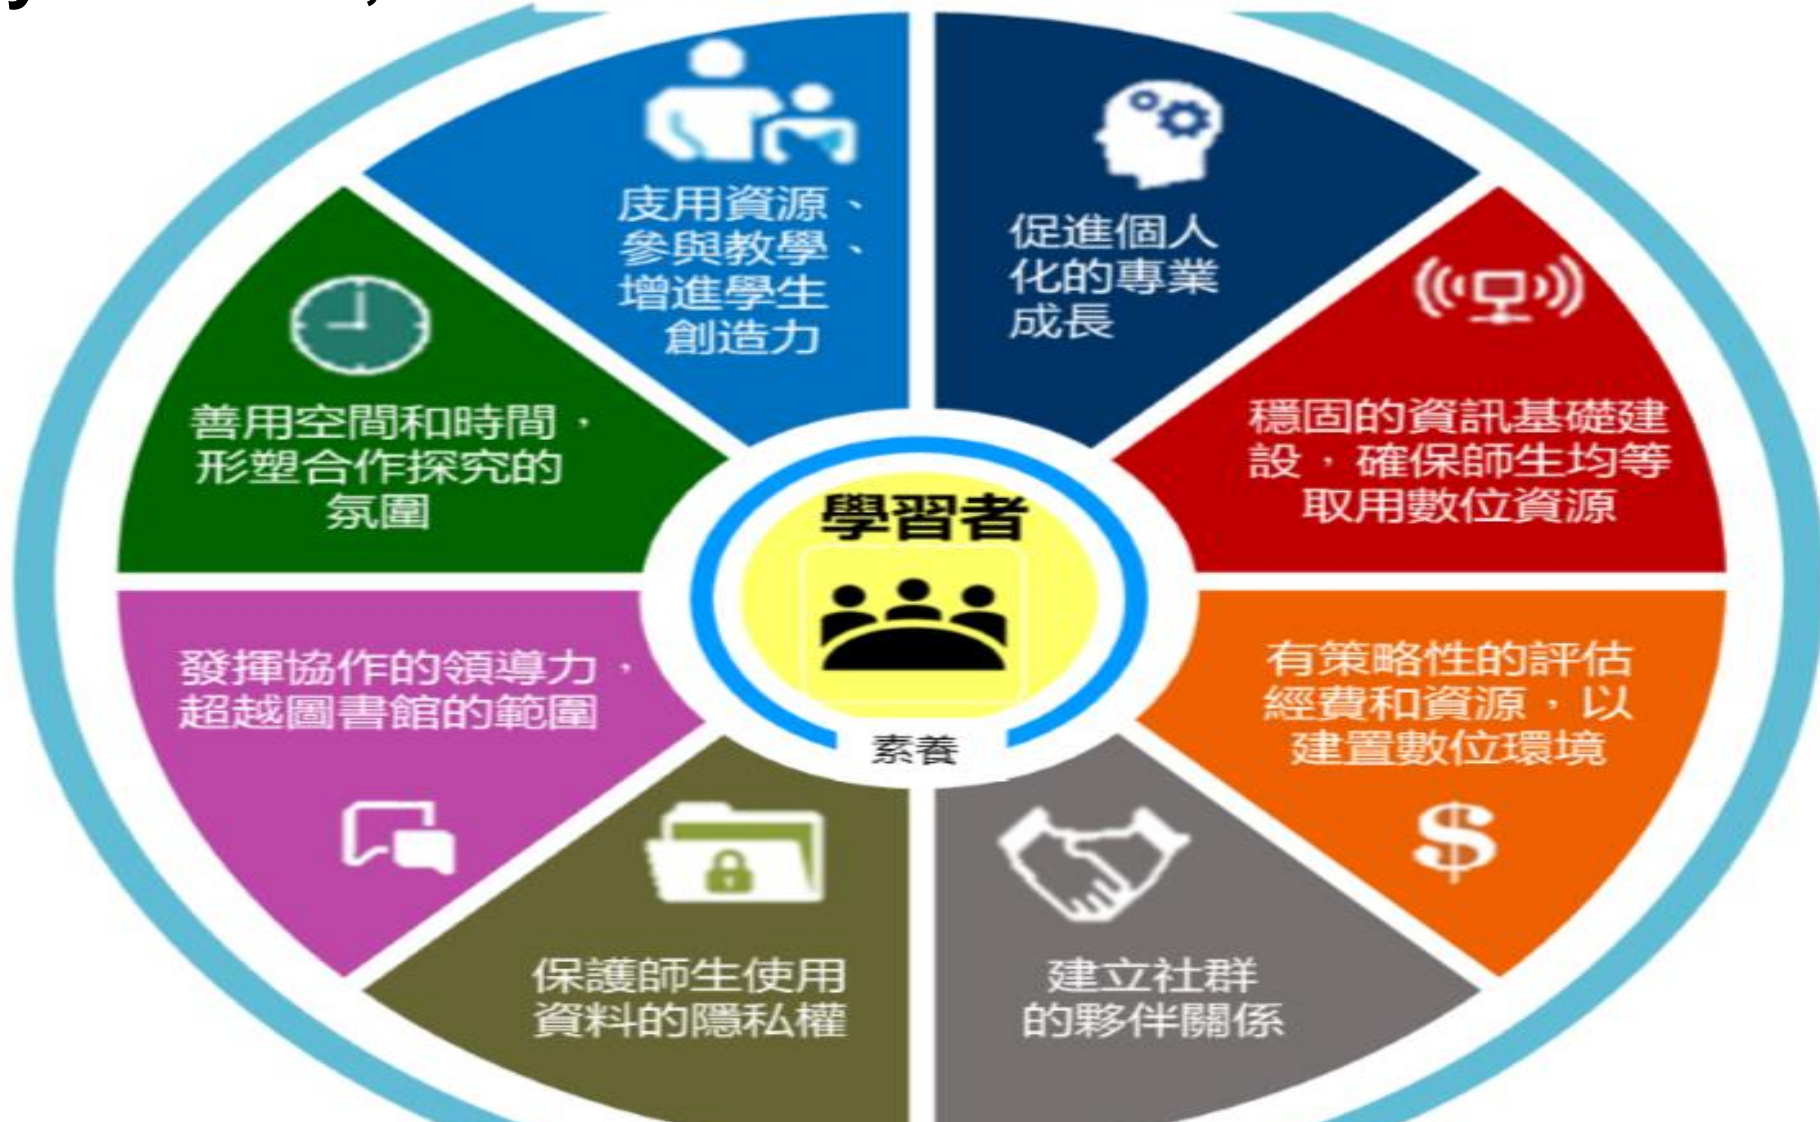 庋用資源、
參與教學、
增進學生
創造力
促進個人
化的專業
成長
穩固的資訊基礎建
設，確保師生均等
取用數位資源
有策略性的評估
經費和資源，以
建置數位環境
建立社群
的夥伴關係
保護師生使用
資料的隱私權
發揮協作的領導力，
超越圖書館的範圍
善用空間和時間，
形塑合作探究的
氛圍
學習者
素養
$